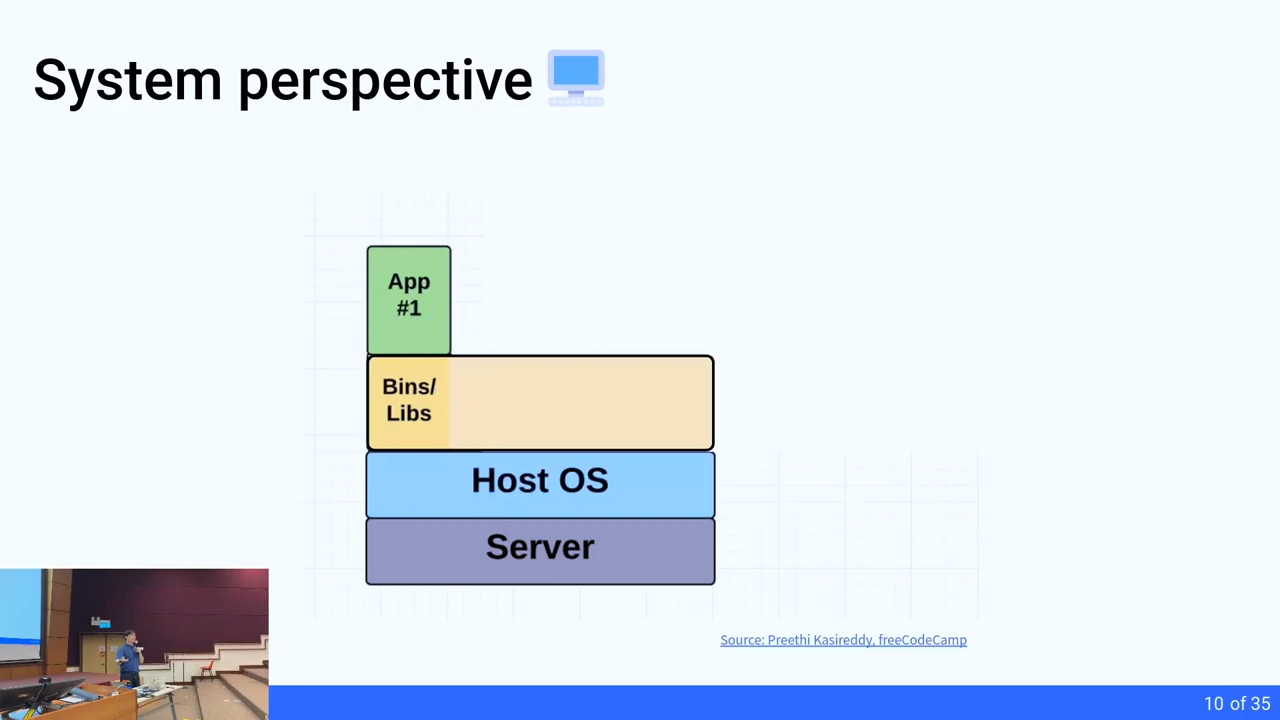 System perspective
App
#1
Bins/
Libs
Host OS
Server
Source: Preethi Kasireddy, freeCodeCamp
10 of 35